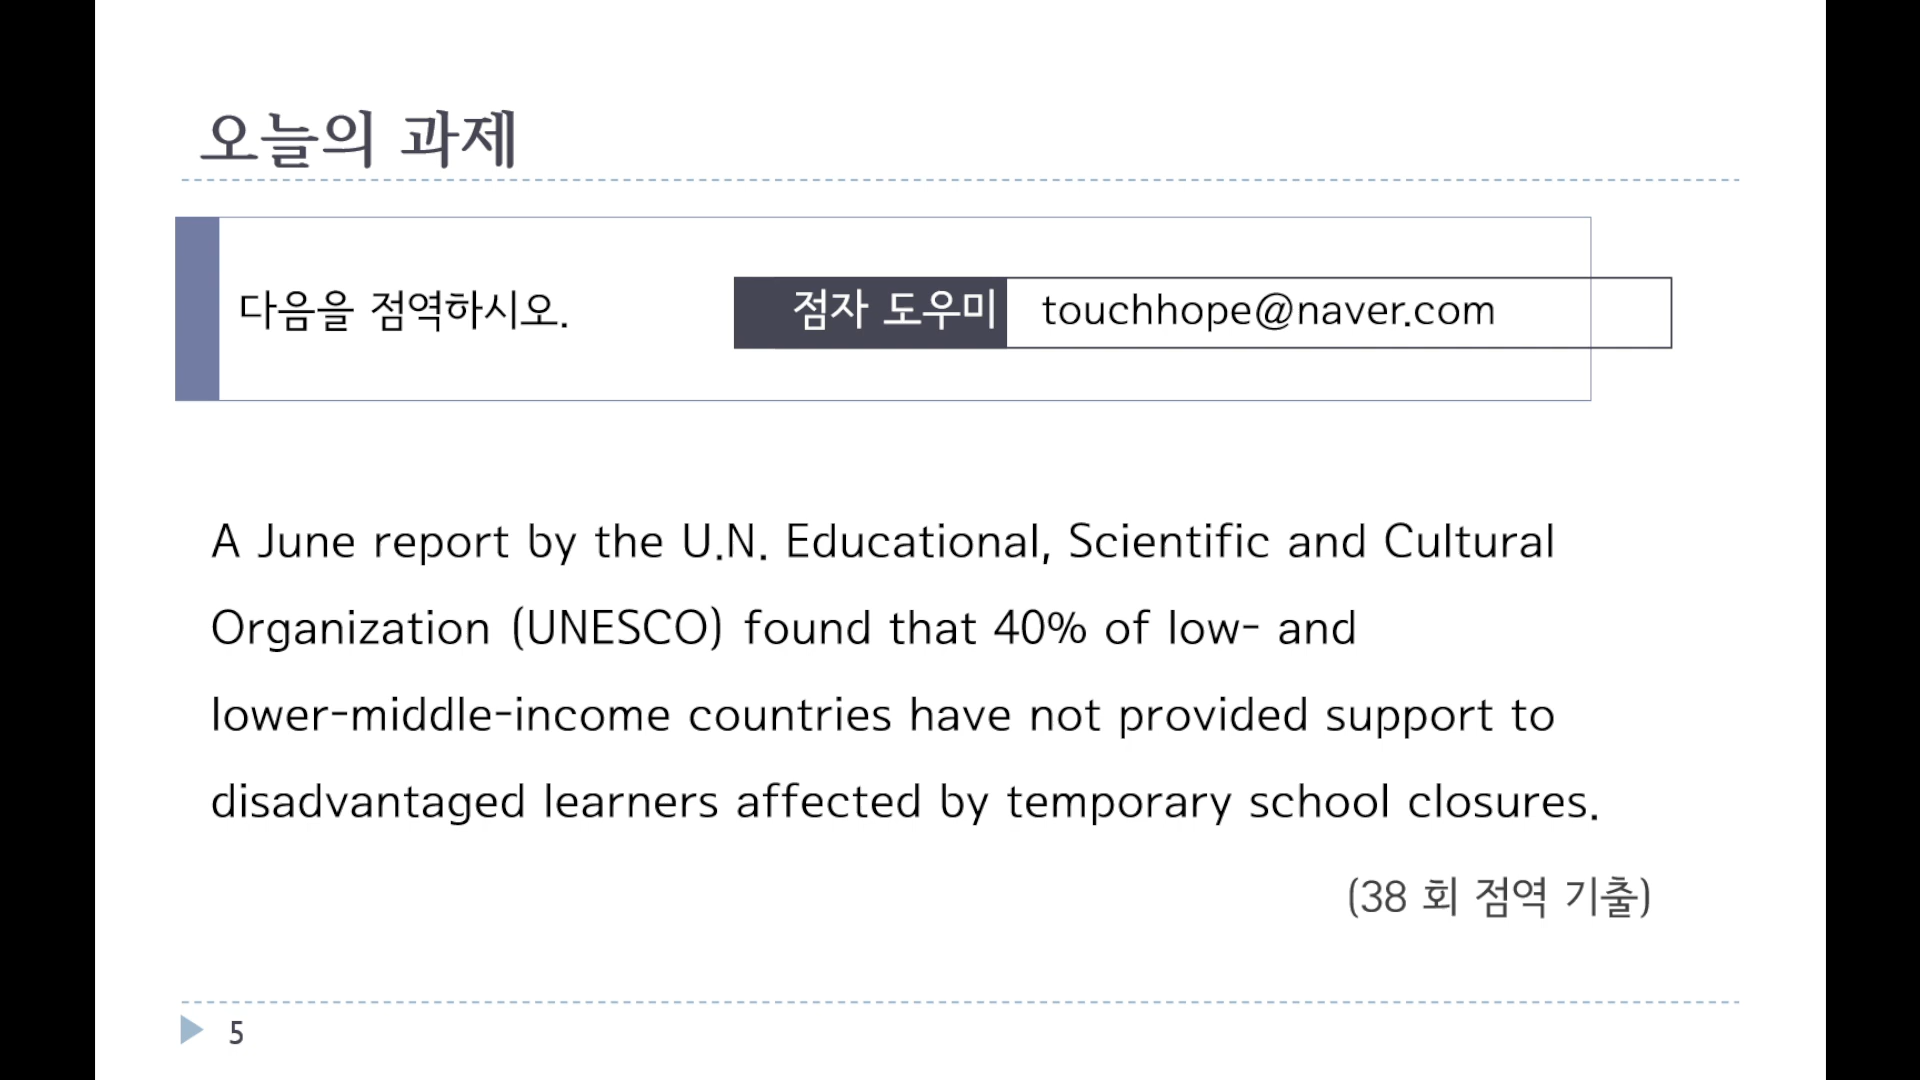 오늘의 과제
다음을 점역하시오.
점자 도우미 touchhope@naver.com
A June report by the U.N. Educational, Scientific and Cultural
Organization (UNESCO) found that 40% of low- and
lower-middle-income countries have not provided support to
disadvantaged learners affected by temporary school closures.
(38 회 점역 기출)
5